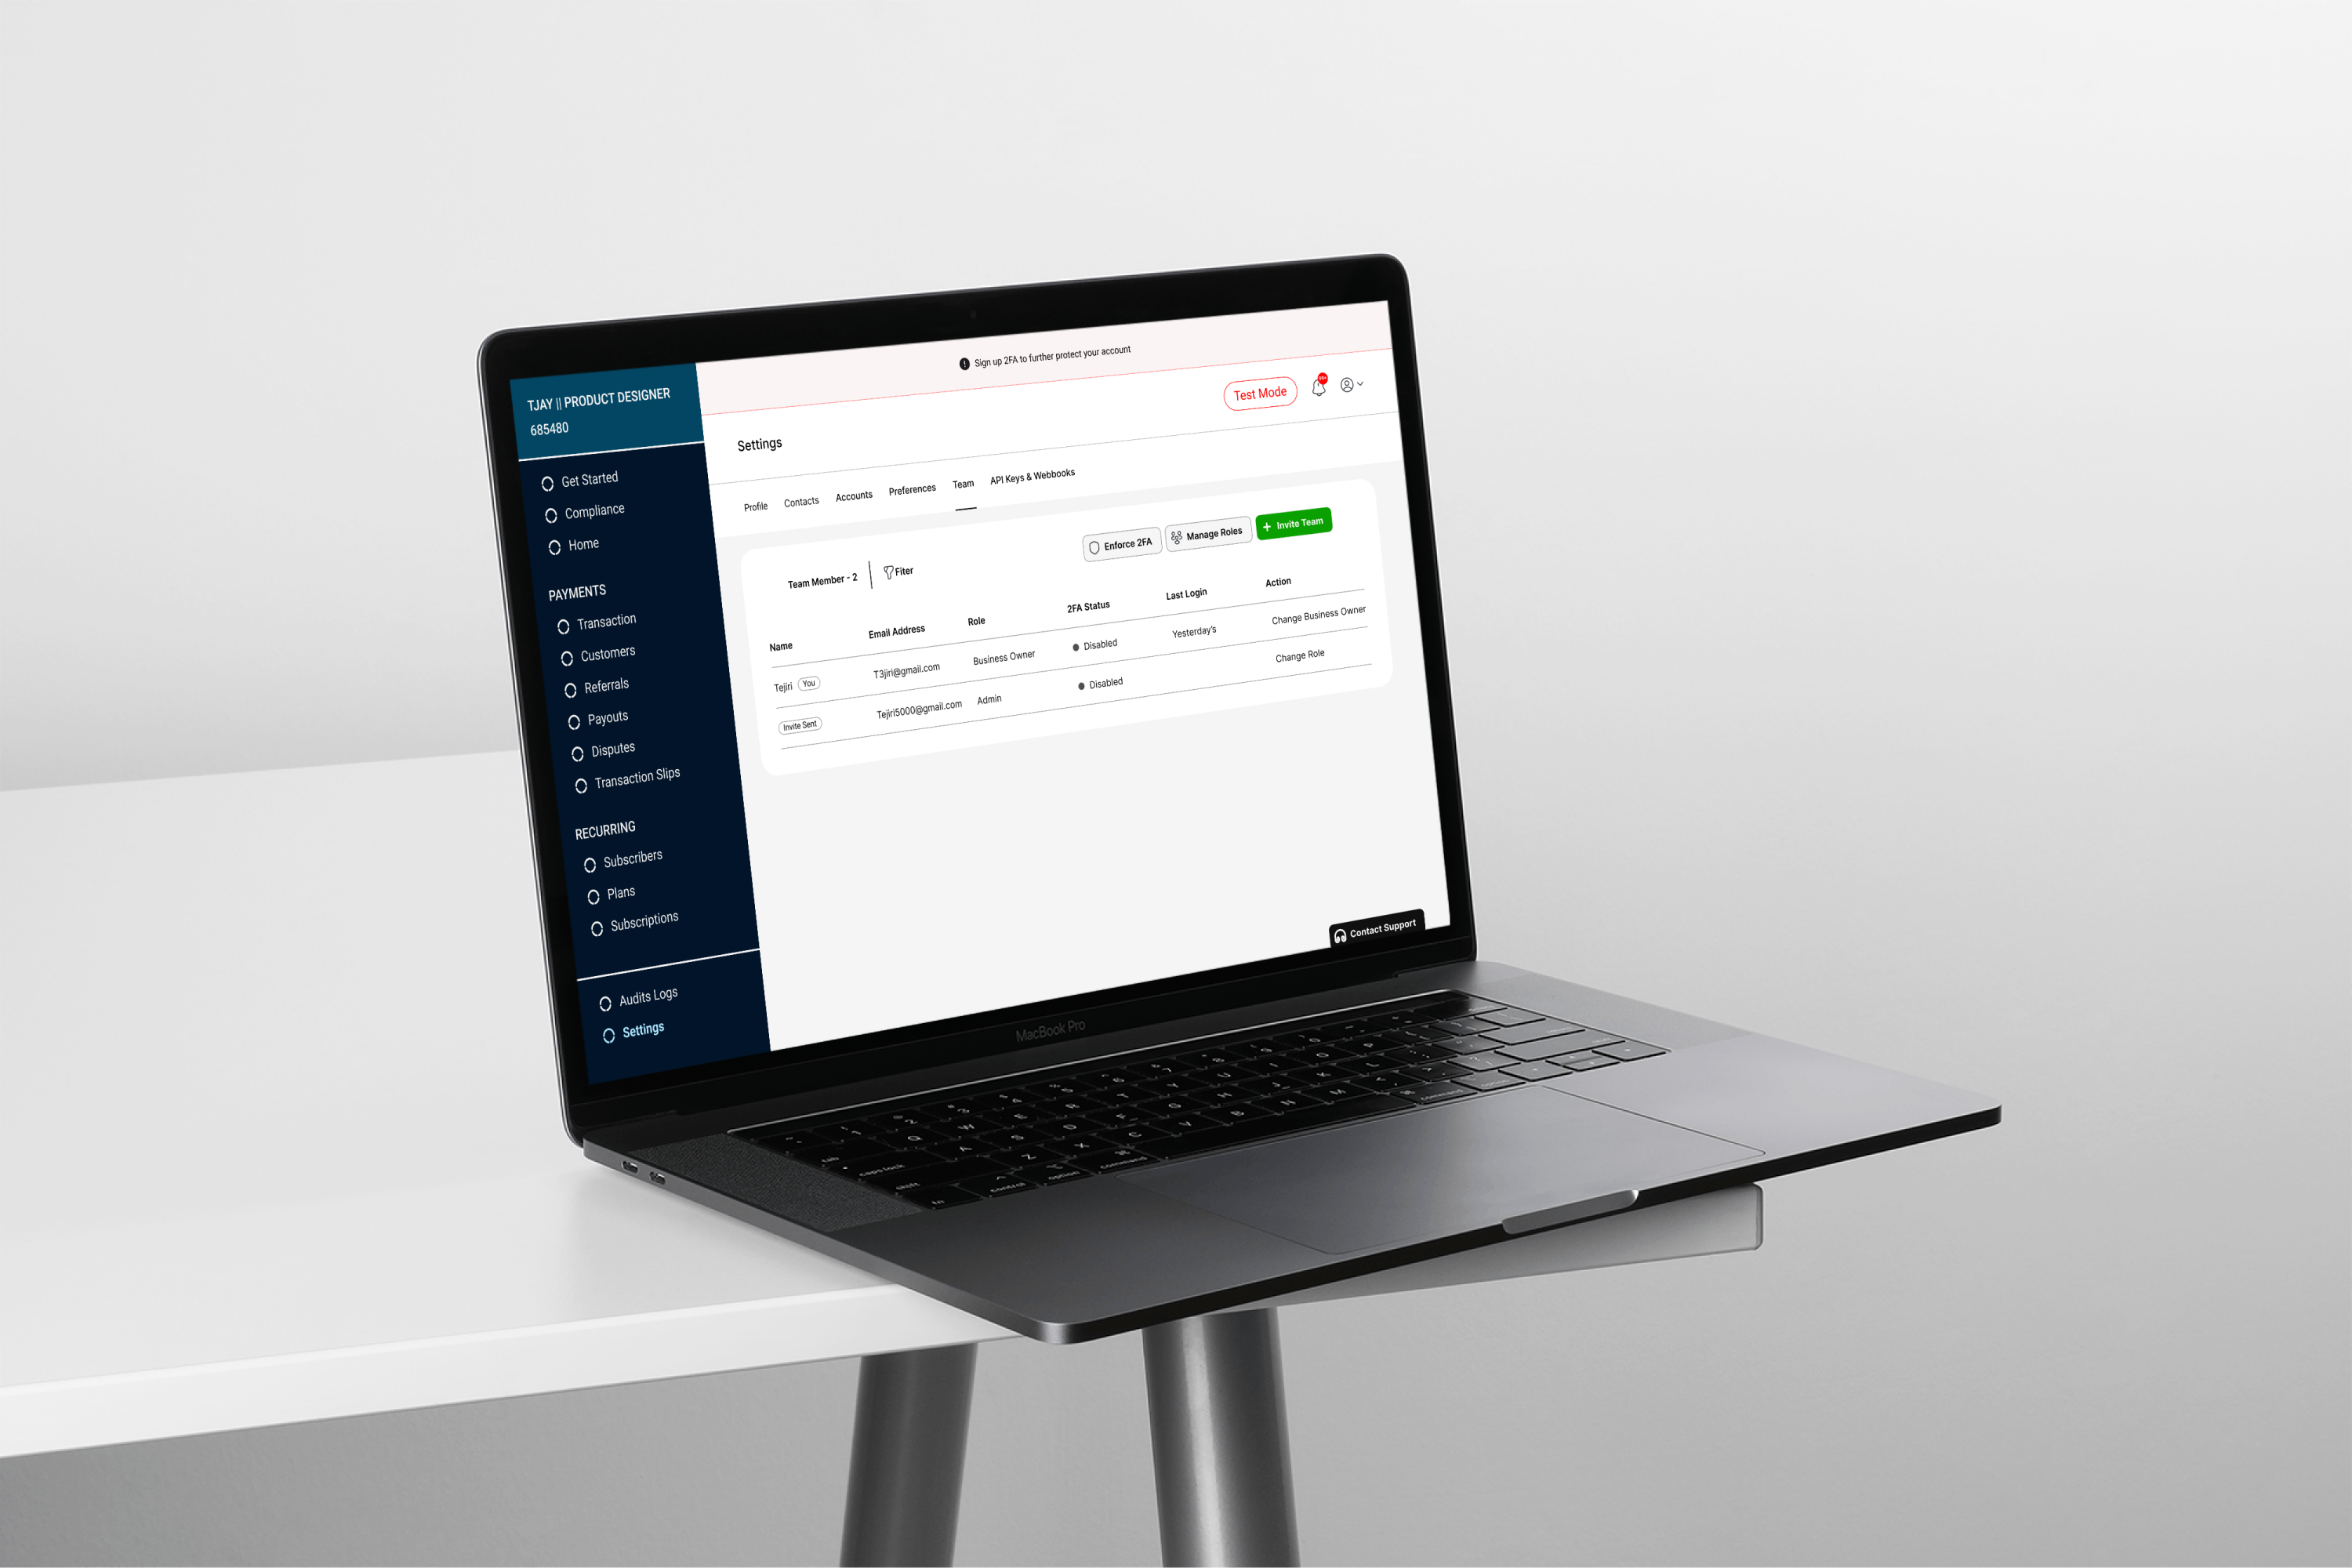 Sign up 2FA to further protect your account
TJAY || PRODUCT DESIGNER
685480
Get Started
Compliance
Home
PAYMENTS
Transaction
Customers
Referrals
Payouts
Disputes
Transaction Slips
RECURRING
Subscribers
Plans
Subscriptions
Audits Logs
Settings
Settings
Test Mode
Profile Contacts Accounts Preferences Team API Keys & Webbooks
Team Member - 2 Fiter Enforce 2FA Manage Roles + Invite Team
Name Email Address Role 2FA Status Last Login Action
Tejiri You T3jiri@gmail.com Business Owner Disabled Yesterday's Change Business Owner
Invite Sent Tejiri5000@gmail.com Admin Disabled Change Role
Contact Support
MacBook Pro